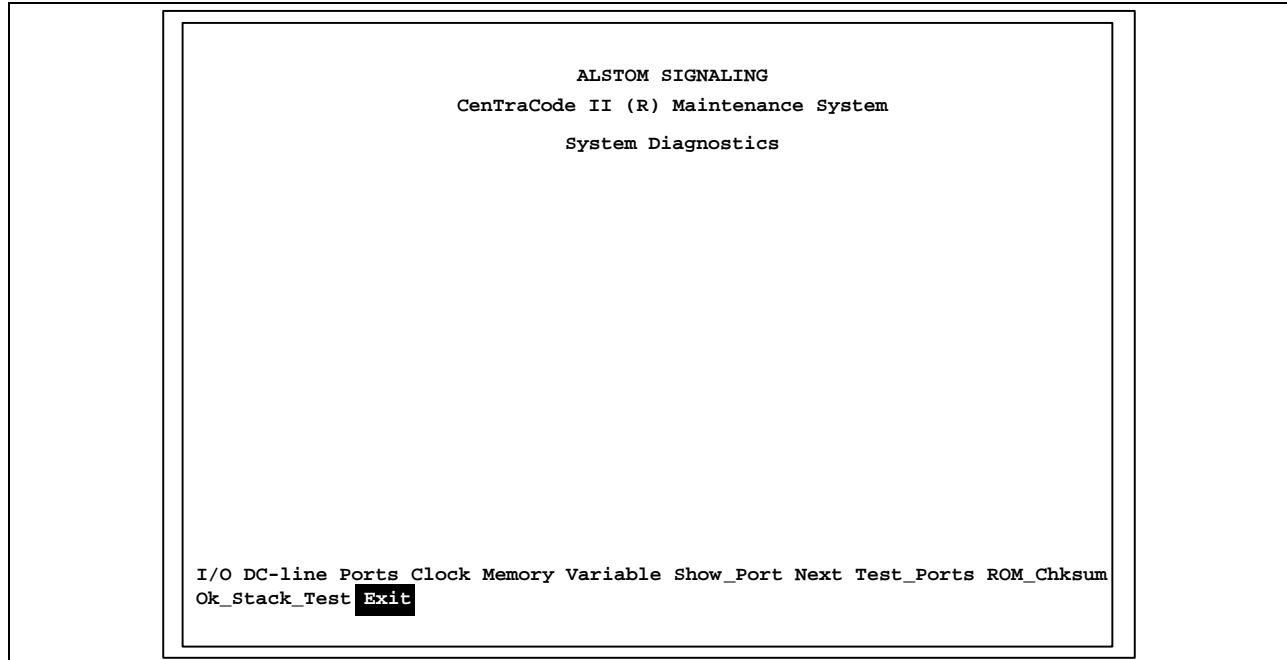 ALSTOM SIGNALING
CenTraCode II (R) Maintenance System
System Diagnostics
I/O DC-line Ports Clock Memory Variable Show_Port Next Test_Ports ROM_Chksum
Ok_Stack_Test Exit